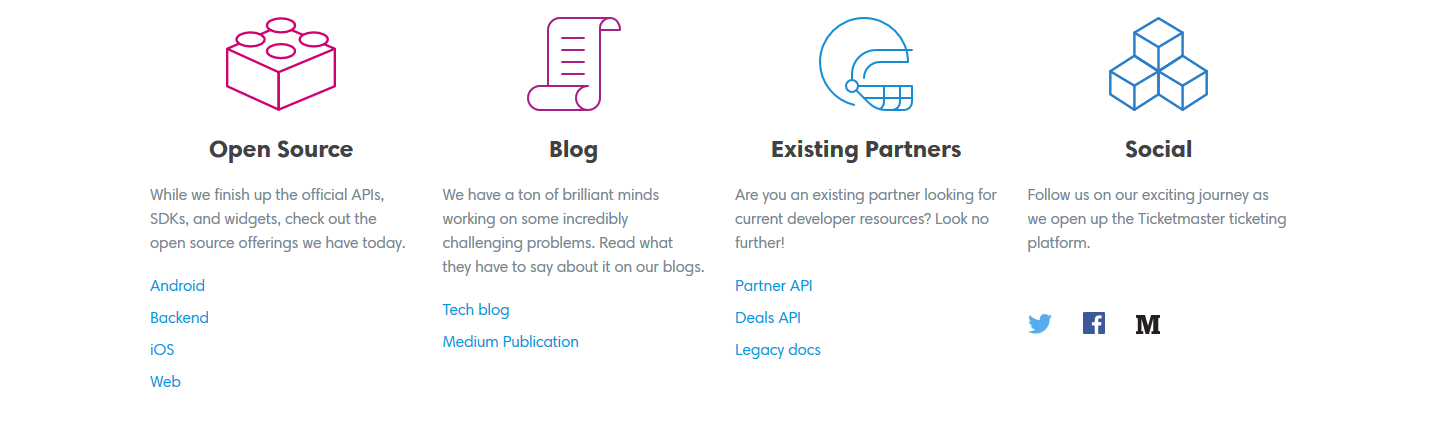 Open Source
While we finish up the official APIs,
SDKs, and widgets, check out the
open source offerings we have today.
Android
Backend
iOS
Web
Blog
We have a ton of brilliant minds
working on some incredibly
challenging problems. Read what
they have to say about it on our blogs.
Tech blog
Medium Publication
Existing Partners
Are you an existing partner looking for
current developer resources? Look no
further!
Partner API
Deals API
Legacy docs
Social
Follow us on our exciting journey as
we open up the Ticketmaster ticketing
platform.
f
M